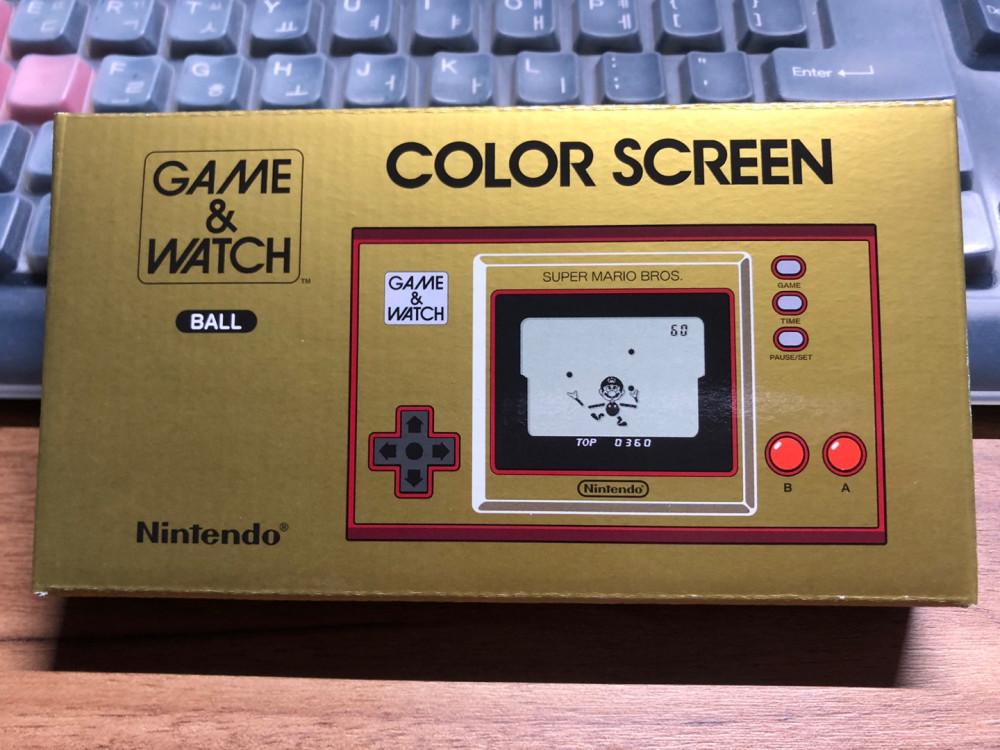 E ㄷ
R ㄱ
T ㅅ
Y ㅛ
U ㅕ
I ㅑ
O ㅐ
P ㅔ
[ {
] }
F ㄹ
G ㅎ
H ㅗ
J ㅓ
K ㅏ
L ㅣ
; :
' "
Enter
COLOR SCREEN
GAME
&
WATCH™
BALL
GAME
&
WATCH
SUPER MARIO BROS.
60
TOP 0360
Nintendo
GAME
TIME
PAUSE/SET
B A
Nintendo®